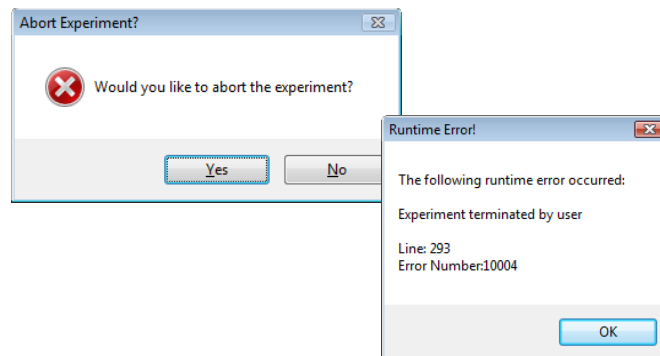 Abort Experiment?
Would you like to abort the experiment?
Yes
No
Runtime Error!
The following runtime error occurred:
Experiment terminated by user
Line: 293
Error Number:10004
OK